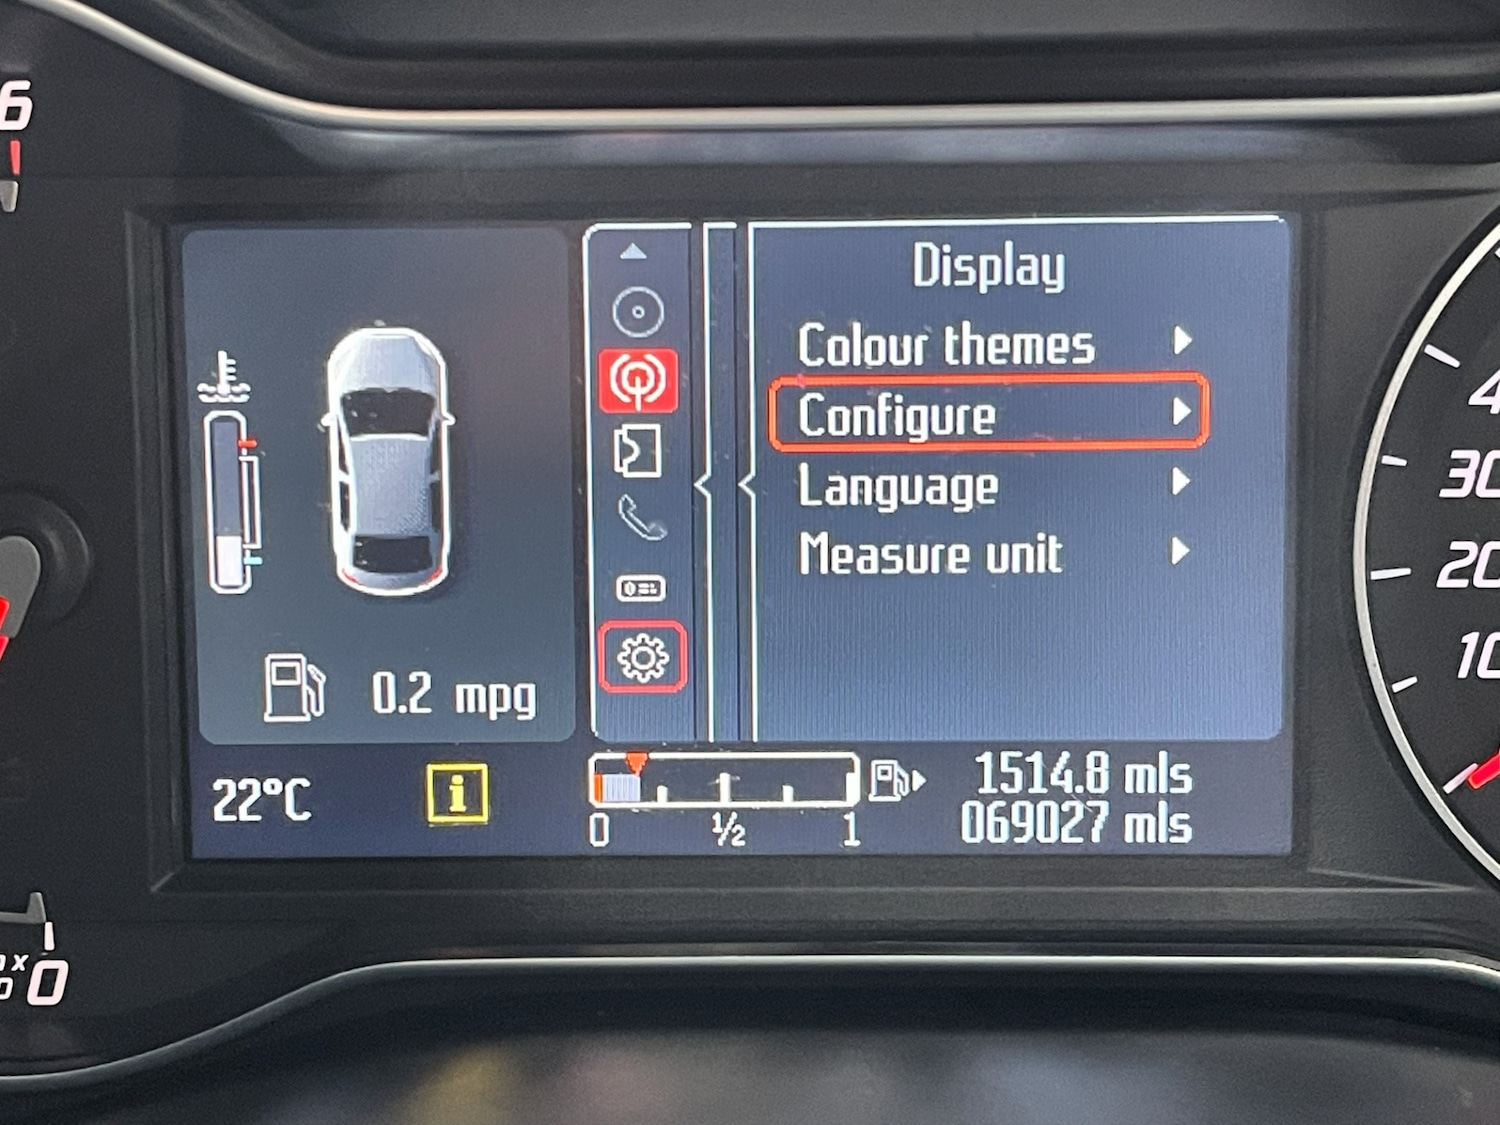 6
Display
Colour themes
Configure
Language
Measure unit
0.2 mpg
22°C
i
0 ½ 1
1514.8 mls
069027 mls
30
20
10
0